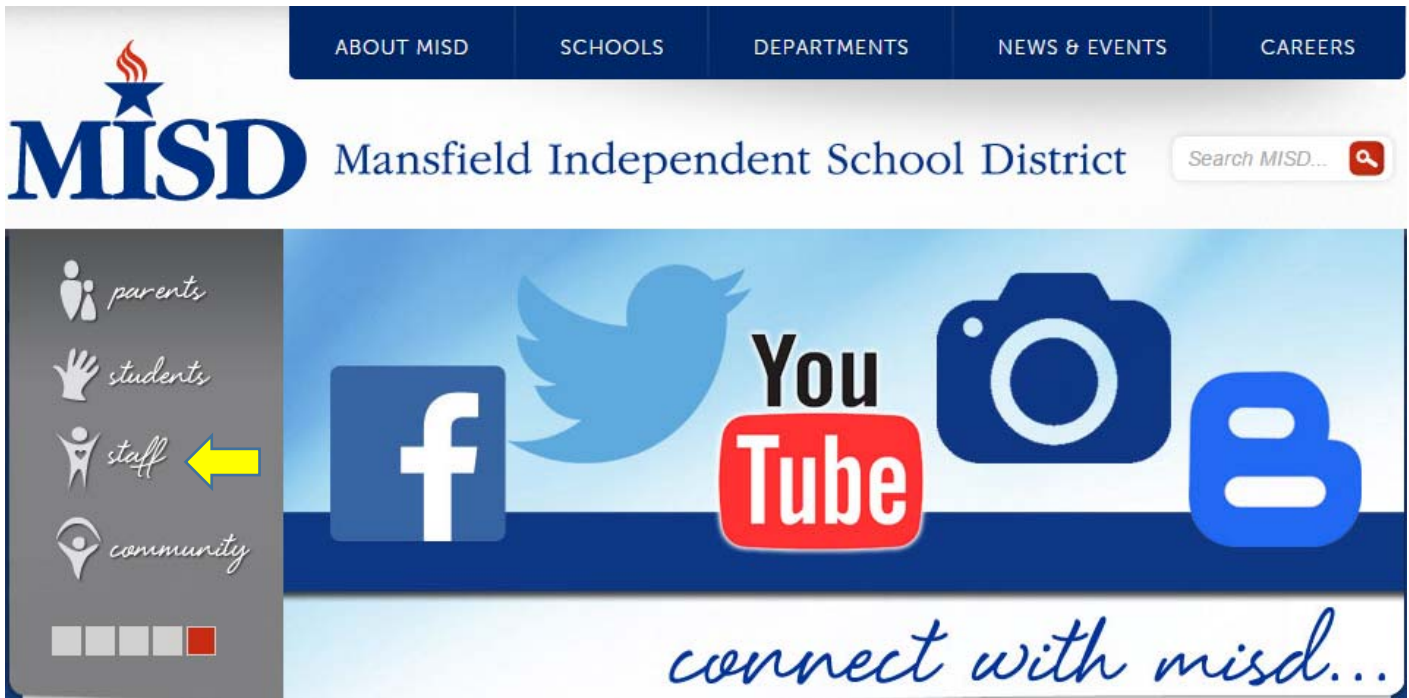 ABOUT MISD SCHOOLS DEPARTMENTS NEWS & EVENTS CAREERS
MISD
Mansfield Independent School District
Search MISD...
parents
students
staff
community
f
You
Tube
B
connect with misd...